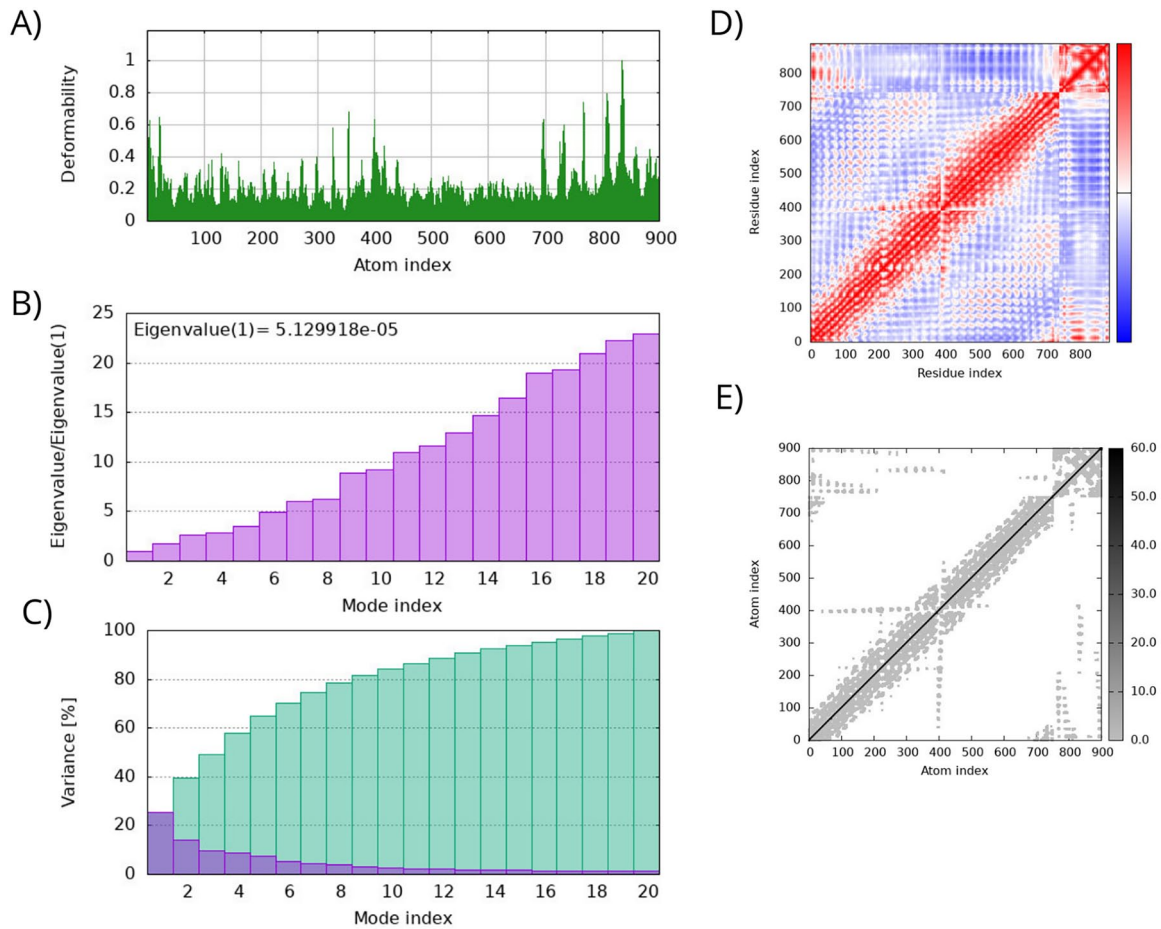 A)
Deformability
1
0.8
0.6
0.4
0.2
0
100 200 300 400 500 600 700 800 900
Atom index
B)
Eigenvalue/Eigenvalue(1)
Eigenvalue(1)= 5.129918e-05
25
20
15
10
5
0
2 4 6 8 10 12 14 16 18 20
Mode index
C)
Variance [%]
100
80
60
40
20
0
2 4 6 8 10 12 14 16 18 20
Mode index
D)
Residue index
800
700
600
500
400
300
200
100
0
0 100 200 300 400 500 600 700 800
Residue index
E)
Atom index
900
800
700
600
500
400
300
200
100
0
0 100 200 300 400 500 600 700 800 900
Atom index
60.0
50.0
40.0
30.0
20.0
10.0
0.0